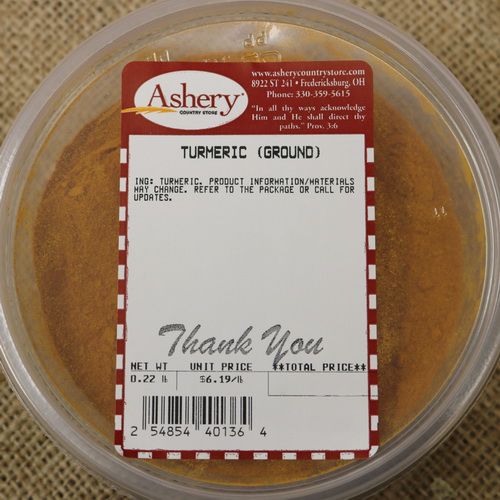 Ashery
COUNTRY STORE
www.asherycountrystore.com
8922 ST 241 • Fredericksburg, OH
Phone: 330-359-5615
"In all thy ways acknowledge
Him and He shall direct thy
paths." Prov. 3:6
TURMERIC (GROUND)
ING: TURMERIC. PRODUCT INFORMATION/MATERIALS
MAY CHANGE. REFER TO THE PACKAGE OR CALL FOR
UPDATES.
Thank You
NET WT UNIT PRICE **TOTAL PRICE**
0.22 lb $6.19/lb
2 54854 40136 4